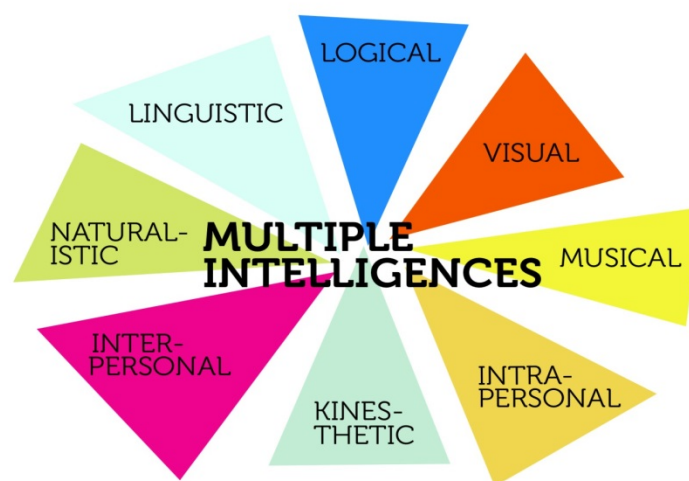 LOGICAL
LINGUISTIC
VISUAL
NATURAL-
ISTIC
MULTIPLE
INTELLIGENCES
MUSICAL
INTER-
PERSONAL
INTRA-
PERSONAL
KINES-
THETIC